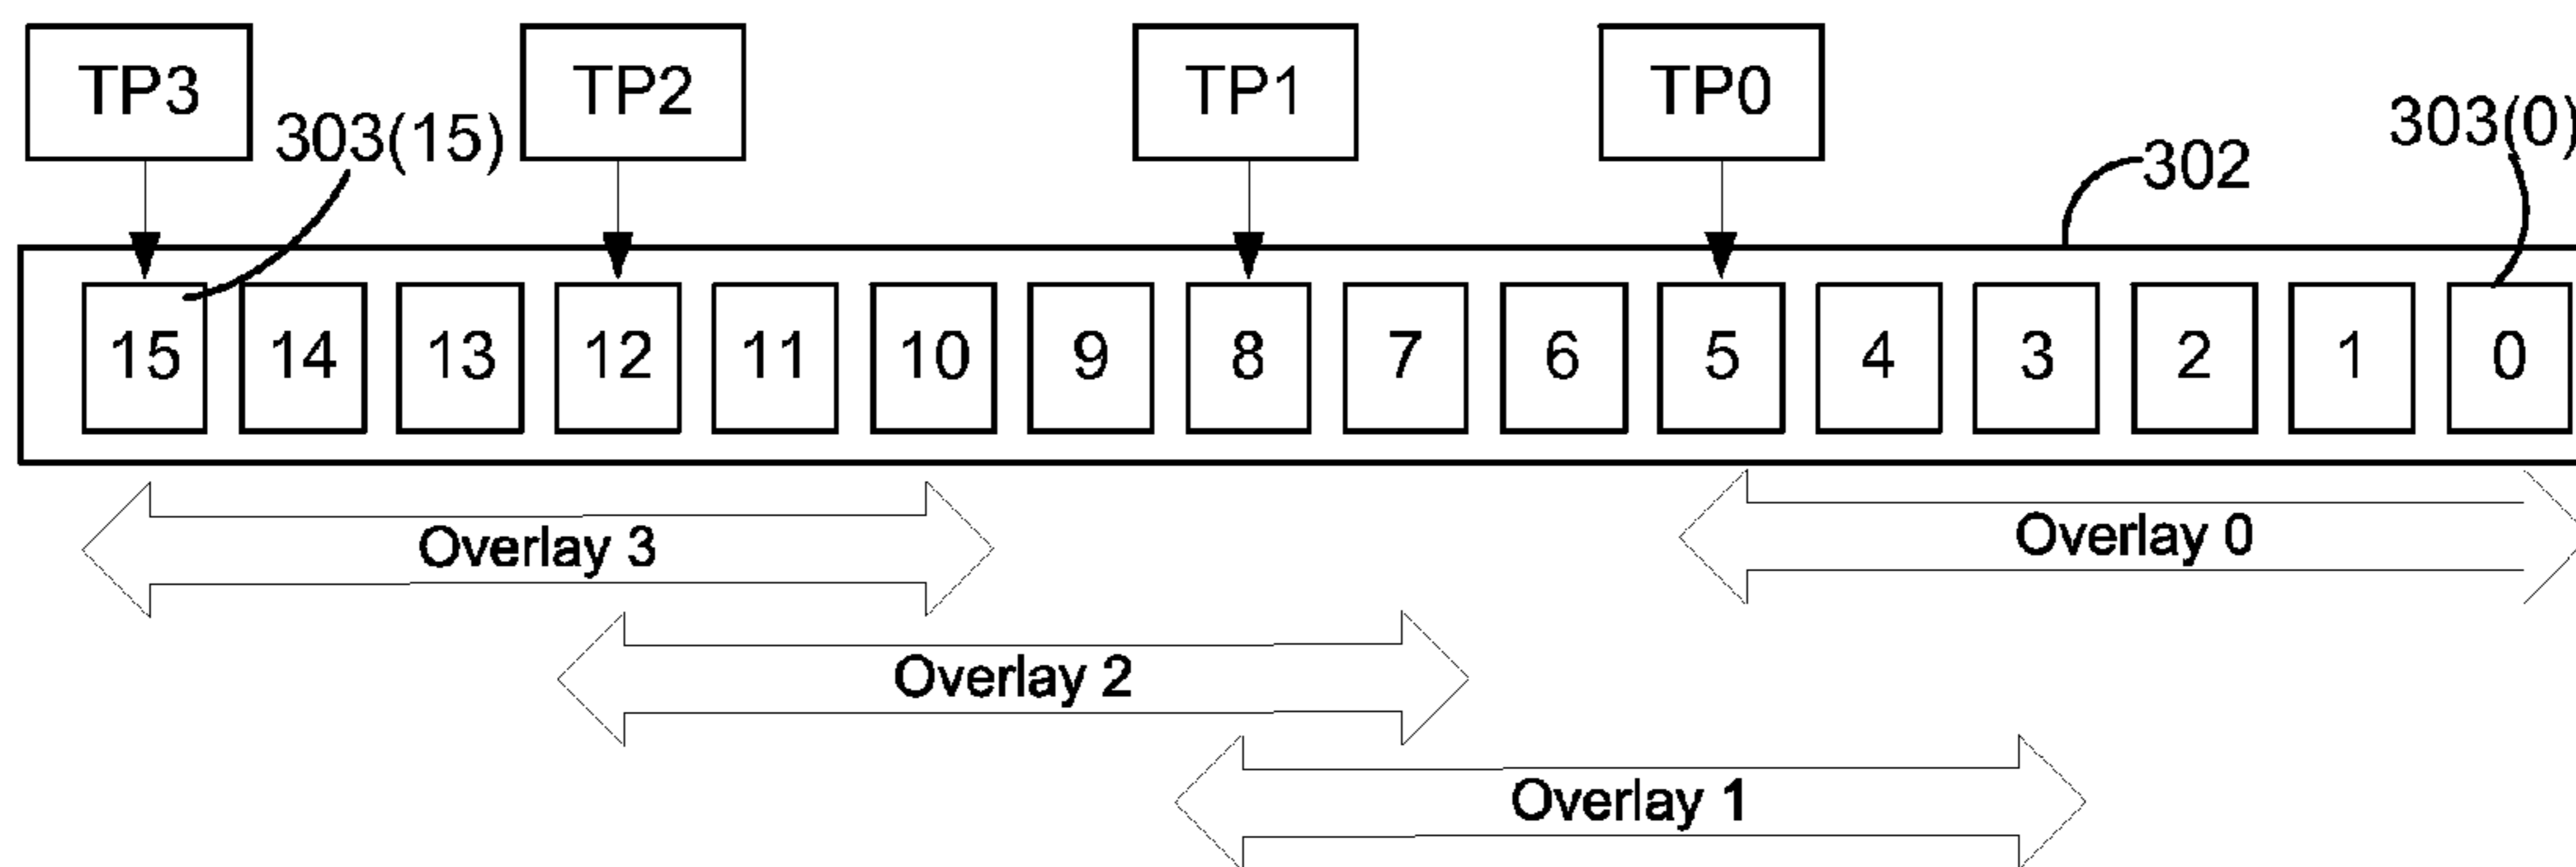 TP3 TP2 TP1 TP0
303(15) 302 303(0)
15 14 13 12 11 10 9 8 7 6 5 4 3 2 1 0
Overlay 3 Overlay 0
Overlay 2
Overlay 1